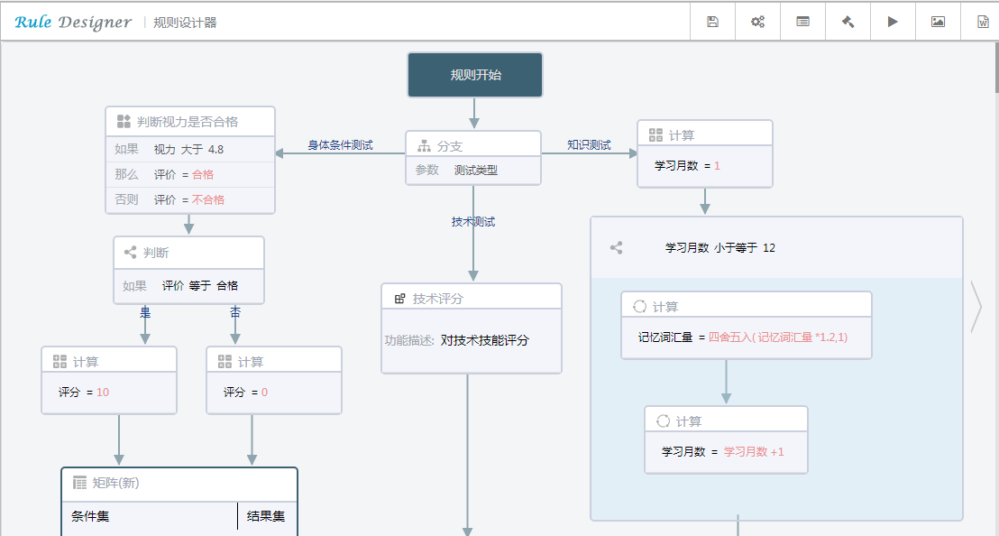 Rule Designer | 规则设计器
规则开始
判断视力是否合格
如果 视力 大于 4.8
那么 评价 = 合格
否则 评价 = 不合格
身体条件测试
分支
参数 测试类型
知识测试
计算
学习月数 = 1
技术测试
判断
如果 评价 等于 合格
是
否
计算
评分 = 10
计算
评分 = 0
矩阵(新)
条件集 结果集
技术评分
功能描述: 对技术技能评分
学习月数 小于等于 12
计算
记忆词汇量 = 四舍五入( 记忆词汇量 *1.2,1)
计算
学习月数 = 学习月数 +1